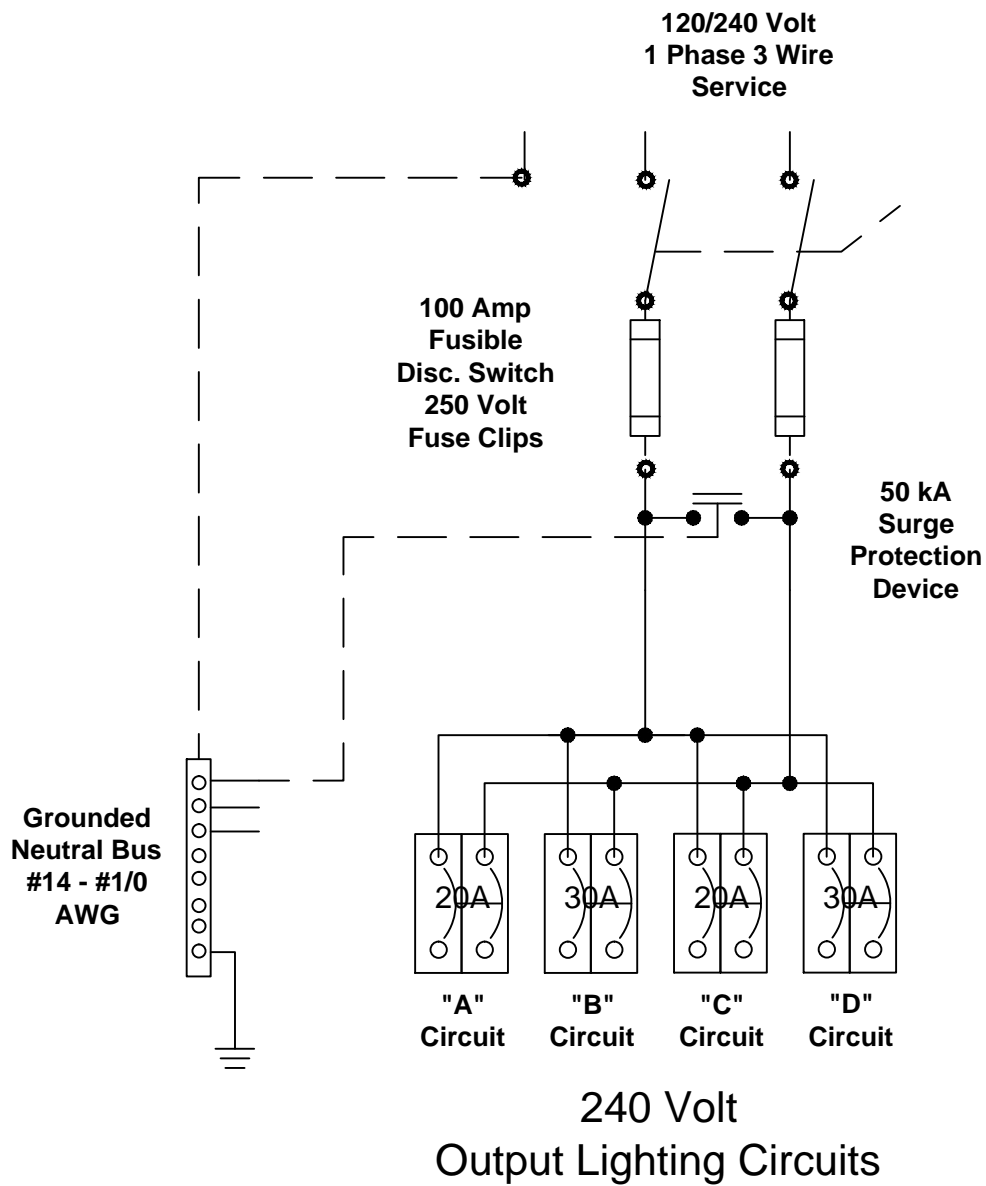 120/240 Volt
1 Phase 3 Wire
Service
100 Amp
Fusible
Disc. Switch
250 Volt
Fuse Clips
50 kA
Surge
Protection
Device
Grounded
Neutral Bus
#14 - #1/0
AWG
20A
30A
20A
30A
"A"
Circuit
"B"
Circuit
"C"
Circuit
"D"
Circuit
240 Volt
Output Lighting Circuits